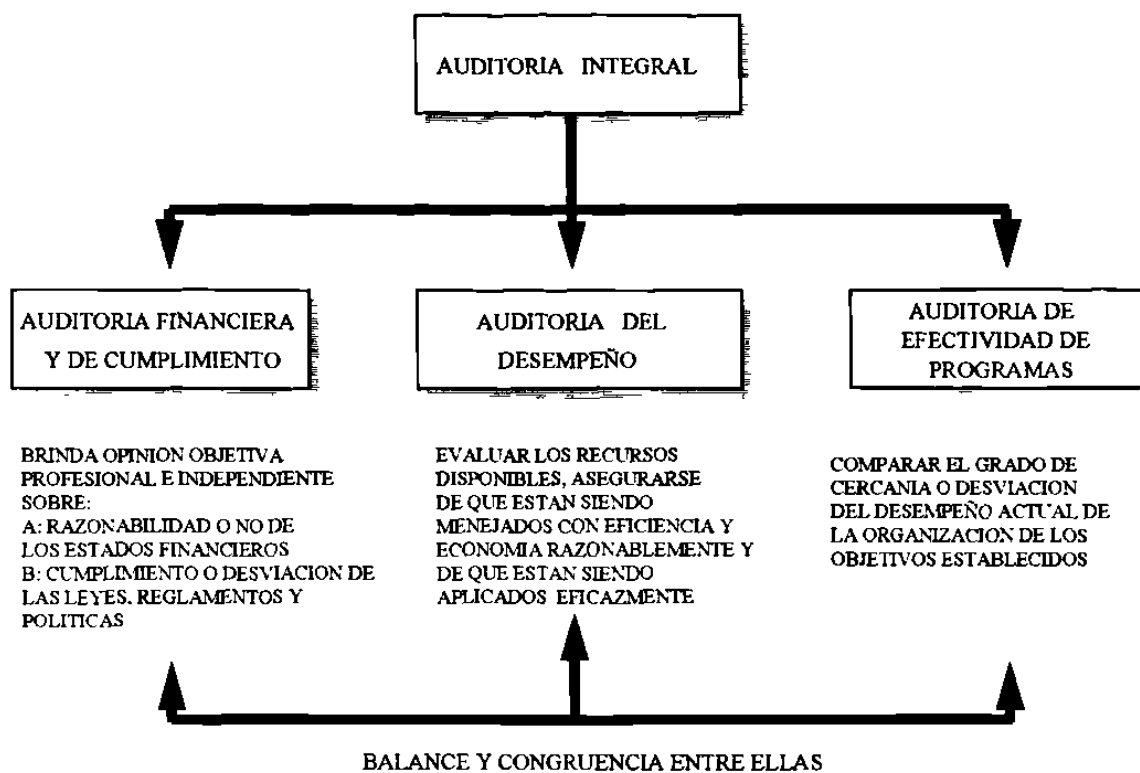 AUDITORIA INTEGRAL
AUDITORIA FINANCIERA
Y DE CUMPLIMIENTO
AUDITORIA DEL
DESEMPEÑO
AUDITORIA DE
EFECTIVIDAD DE
PROGRAMAS
BRINDA OPINION OBJETIVA
PROFESIONAL E INDEPENDIENTE
SOBRE:
A: RAZONABILIDAD O NO DE
LOS ESTADOS FINANCIEROS
B: CUMPLIMIENTO O DESVIACION DE
LAS LEYES, REGLAMENTOS Y
POLITICAS
EVALUAR LOS RECURSOS
DISPONIBLES, ASEGURARSE
DE QUE ESTAN SIENDO
MENEJADOS CON EFICIENCIA Y
ECONOMIA RAZONABLEMENTE Y
DE QUE ESTAN SIENDO
APLICADOS EFICAZMENTE
COMPARAR EL GRADO DE
CERCANIA O DESVIACION
DEL DESEMPEÑO ACTUAL DE
LA ORGANIZACION DE LOS
OBJETIVOS ESTABLECIDOS
BALANCE Y CONGRUENCIA ENTRE ELLAS